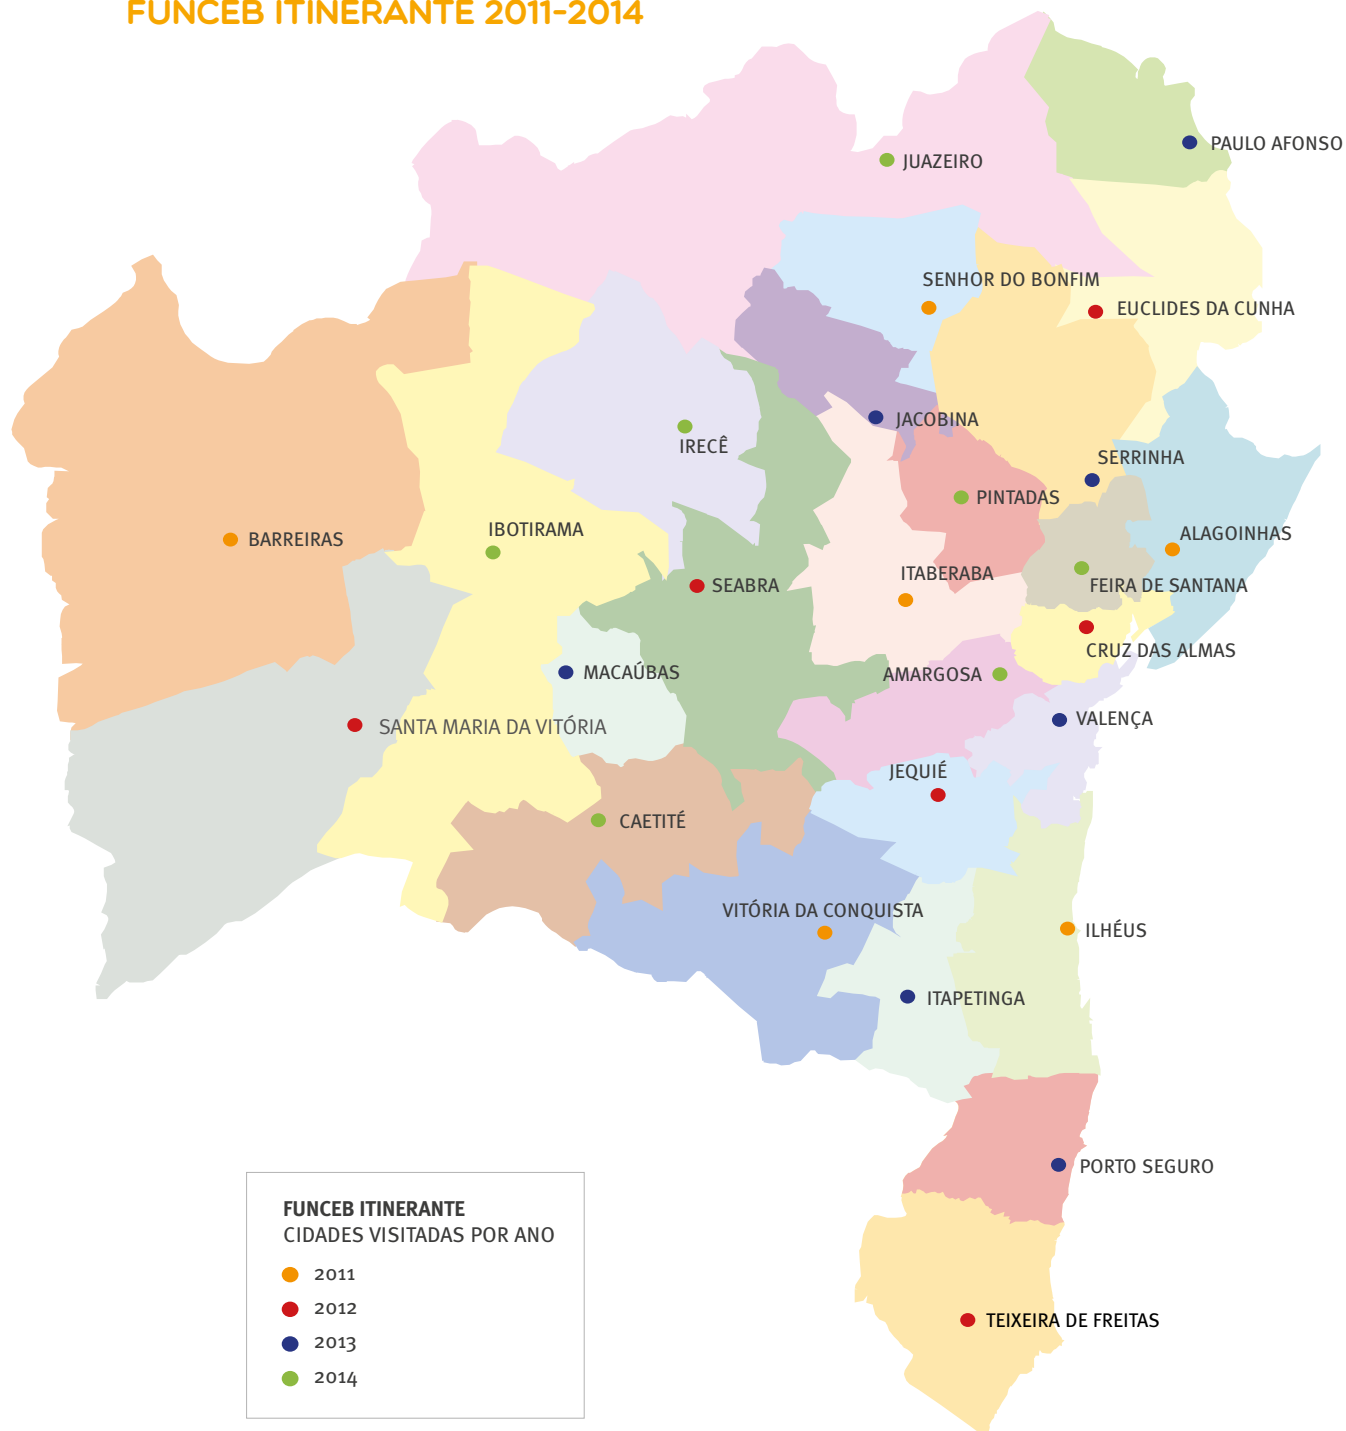 FUNCEB ITINERANTE 2011-2014
PAULO AFONSO
JUAZEIRO
SENHOR DO BONFIM
EUCLIDES DA CUNHA
JACOBINA
IRECÊ
SERRINHA
PINTADAS
IBOTIRAMA
ALAGOINHAS
BARREIRAS
ITABERABA
SEABRA
FEIRA DE SANTANA
CRUZ DAS ALMAS
MACAÚBAS
AMARGOSA
VALENÇA
SANTA MARIA DA VITÓRIA
JEQUIÉ
CAETITÉ
VITÓRIA DA CONQUISTA
ILHÉUS
ITAPETINGA
PORTO SEGURO
TEIXEIRA DE FREITAS
FUNCEB ITINERANTE
CIDADES VISITADAS POR ANO
2011
2012
2013
2014